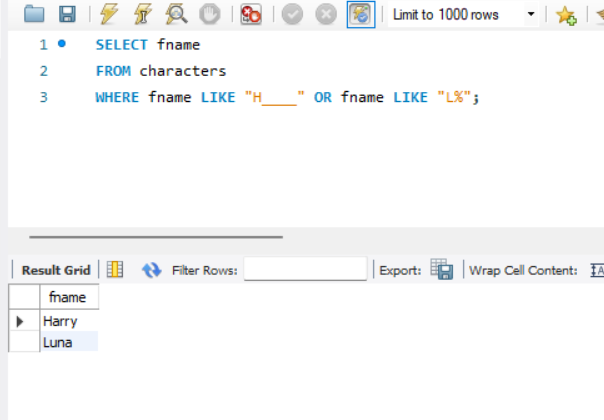 Limit to 1000 rows
1 SELECT fname
2 FROM characters
3 WHERE fname LIKE "H____" OR fname LIKE "L%";
Result Grid Filter Rows: Export: Wrap Cell Content:
fname
Harry
Luna